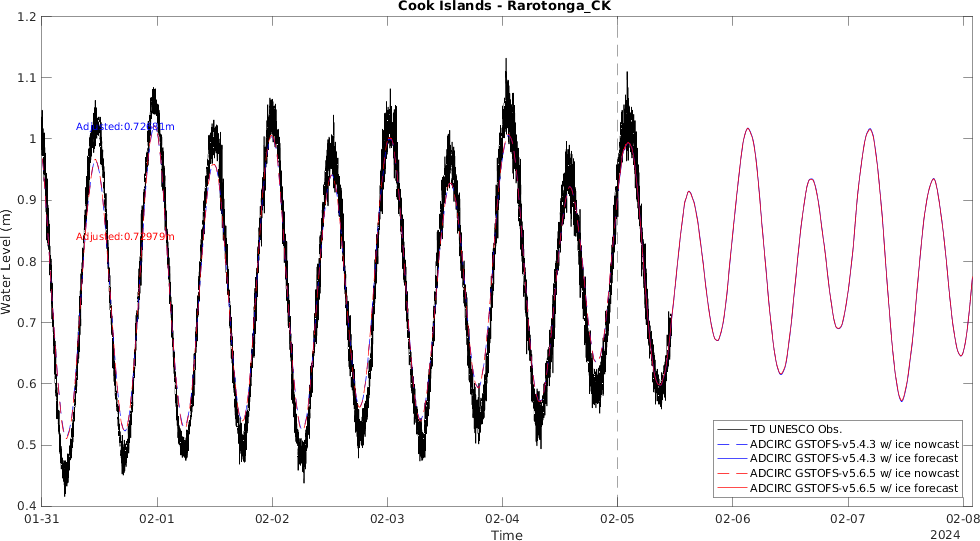 Cook Islands - Rarotonga_CK
1.2
1.1
1
0.9
0.8
0.7
0.6
0.5
0.4
Water Level (m)
Adjusted:0.72681m
Adjusted:0.72979m
TD UNESCO Obs.
ADCIRC GSTOFS-v5.4.3 w/ ice nowcast
ADCIRC GSTOFS-v5.4.3 w/ ice forecast
ADCIRC GSTOFS-v5.6.5 w/ ice nowcast
ADCIRC GSTOFS-v5.6.5 w/ ice forecast
01-31 02-01 02-02 02-03 02-04 02-05 02-06 02-07 02-08
Time
2024